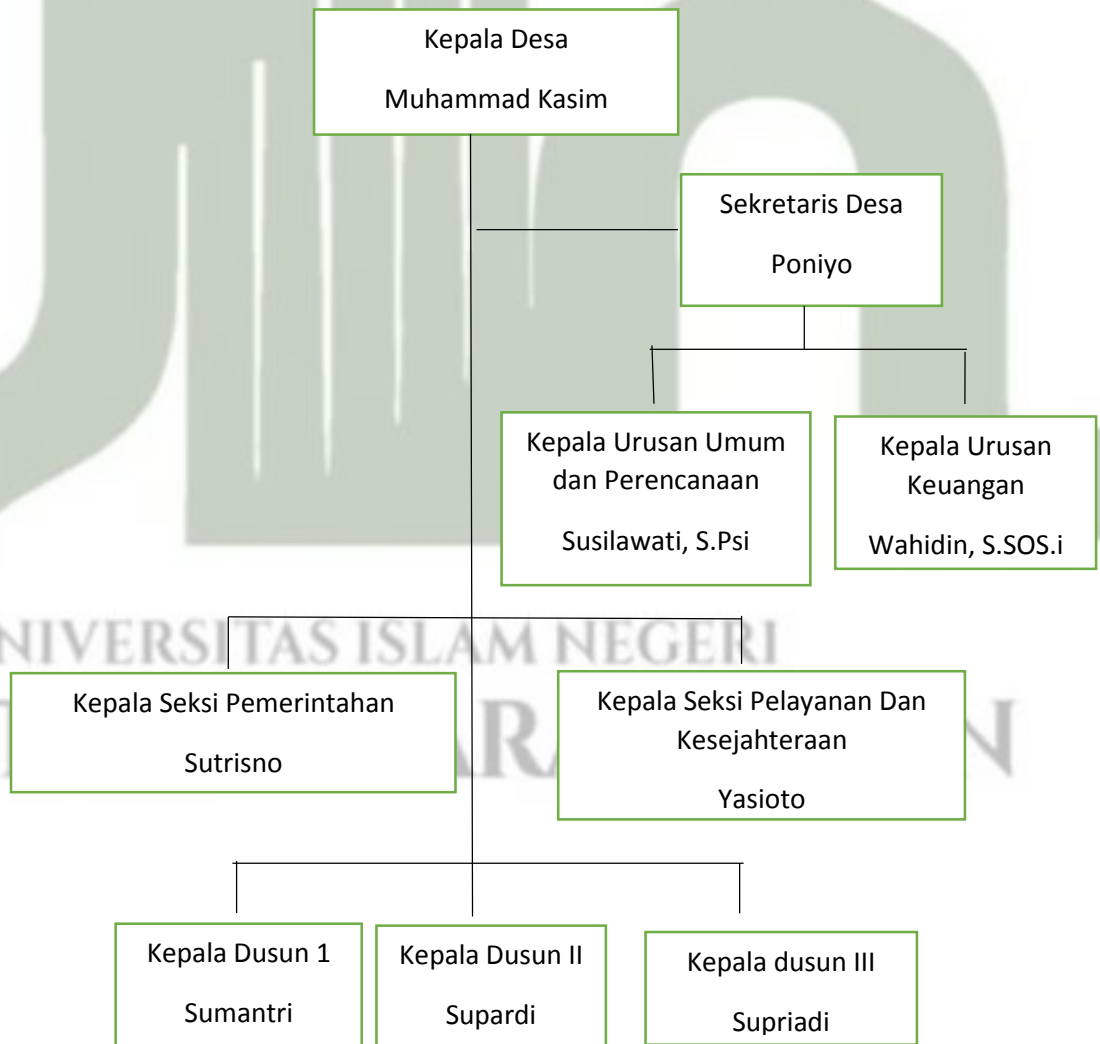 Kepala Desa
Muhammad Kasim
Sekretaris Desa
Poniyo
Kepala Urusan Umum
dan Perencanaan
Susilawati, S.Psi
Kepala Urusan
Keuangan
Wahidin, S.SOS.i
NIVERSITAS ISLAM NEGERI
Kepala Seksi Pemerintahan
Sutrisno
Kepala Seksi Pelayanan Dan
Kesejahteraan
Yasioto
Kepala Dusun 1
Sumantri
Kepala Dusun II
Supardi
Kepala dusun III
Supriadi